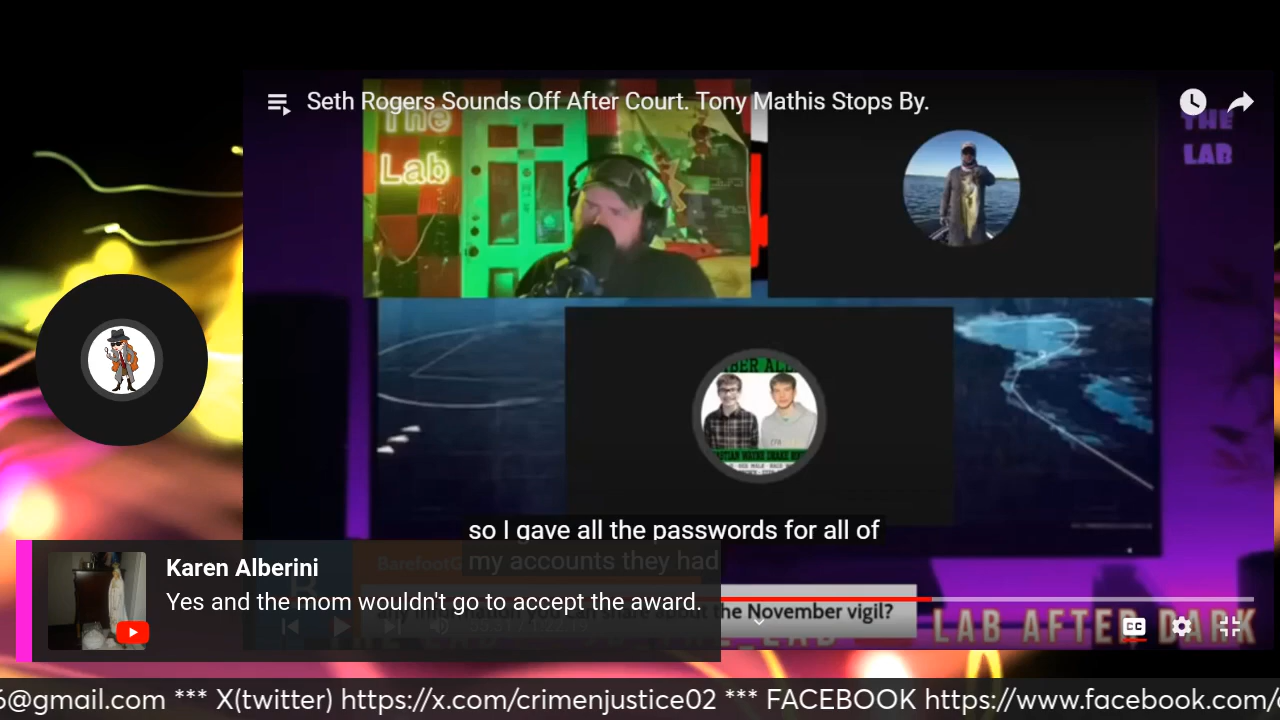 Seth Rogers Sounds Off After Court. Tony Mathis Stops By.
The
Lab
THE
LAB
so I gave all the passwords for all of
my accounts they had
Karen Alberini
Yes and the mom wouldn't go to accept the award.
the November vigil?
CC
LAB AFTER DARK
6@gmail.com *** X(twitter) https://x.com/crimenjustice02 *** FACEBOOK https://www.facebook.com/